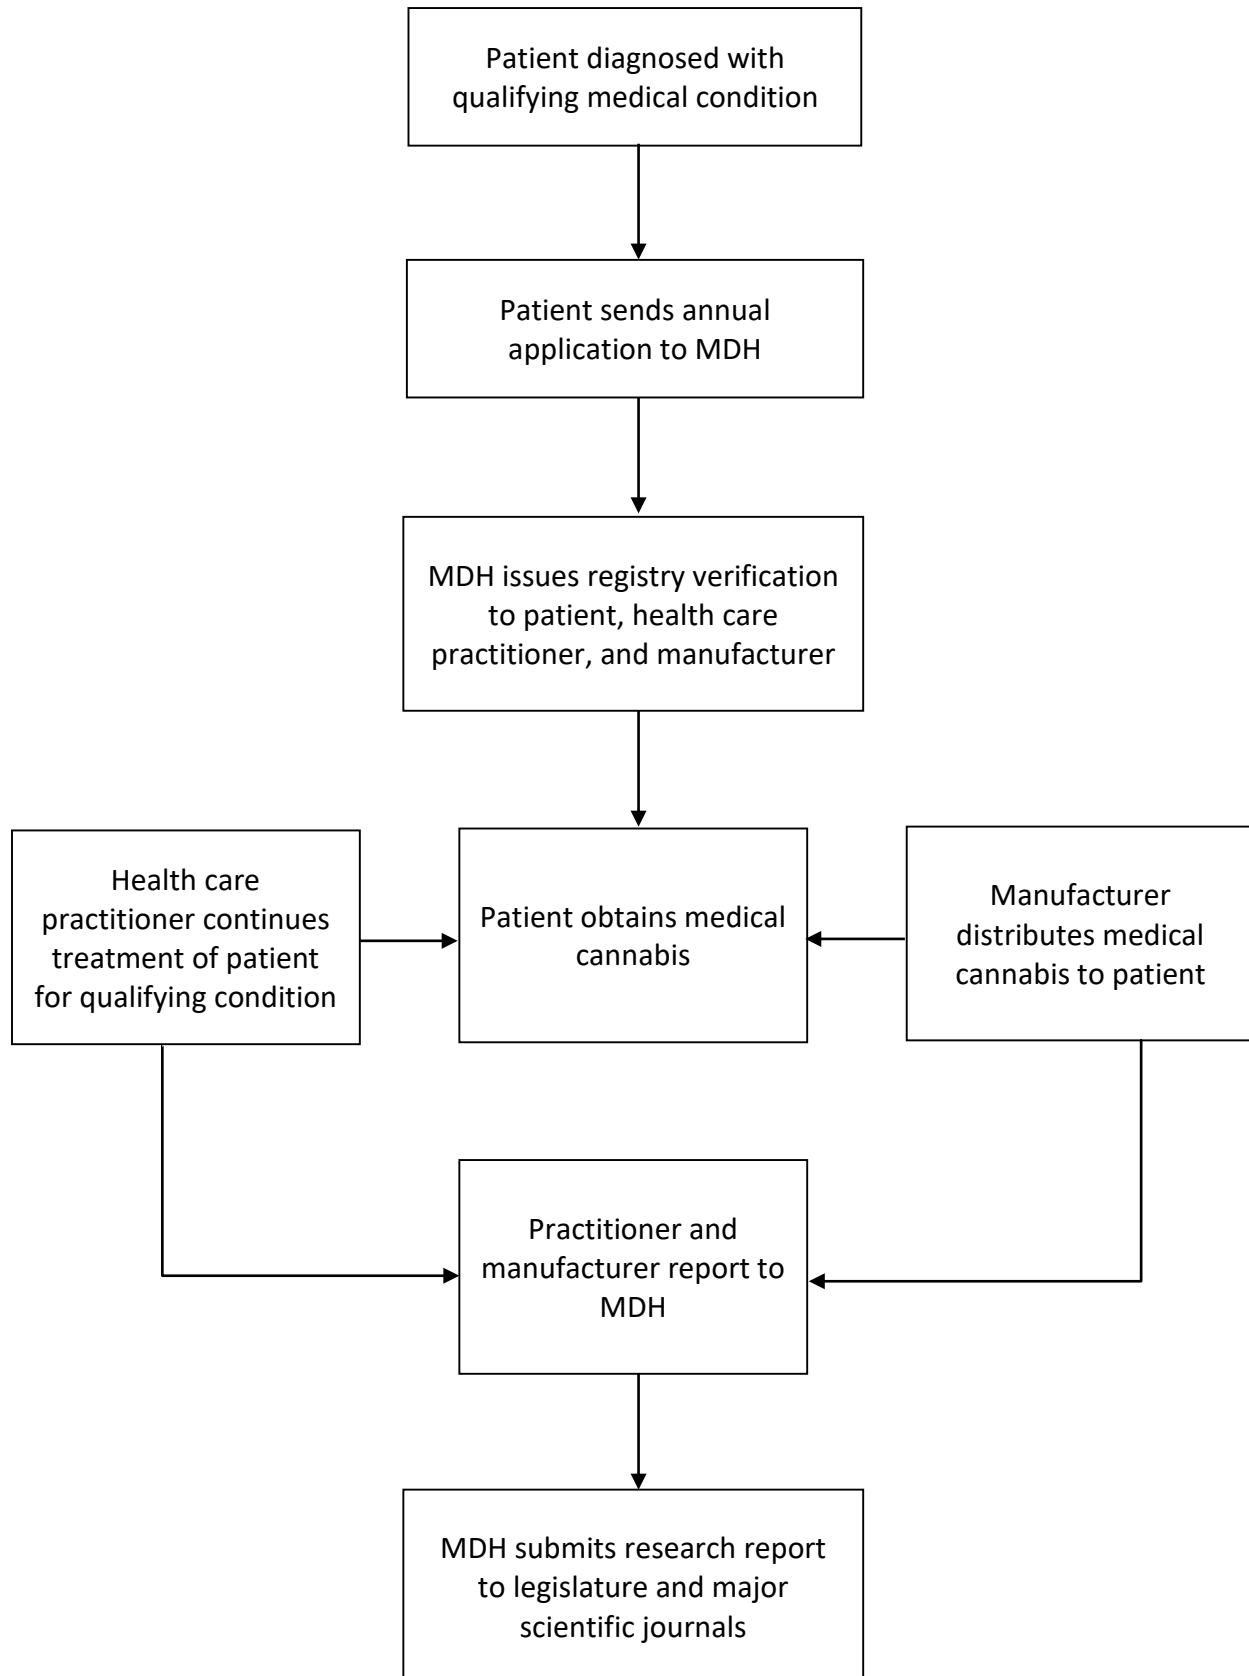 Patient diagnosed with
qualifying medical condition
Patient sends annual
application to MDH
MDH issues registry verification
to patient, health care
practitioner, and manufacturer
Health care
practitioner continues
treatment of patient
for qualifying condition
Patient obtains medical
cannabis
Manufacturer
distributes medical
cannabis to patient
Practitioner and
manufacturer report to
MDH
MDH submits research report
to legislature and major
scientific journals